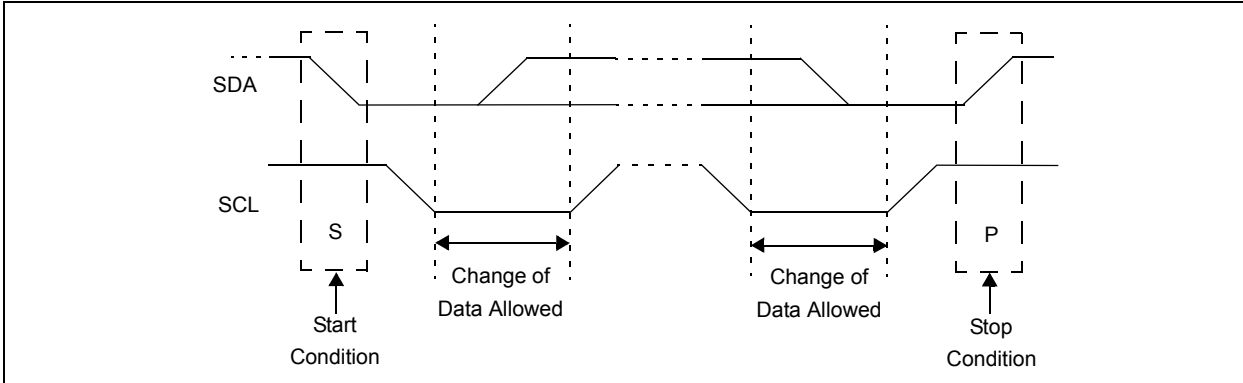 SDA
SCL
S
P
Change of
Data Allowed
Change of
Data Allowed
Start
Condition
Stop
Condition